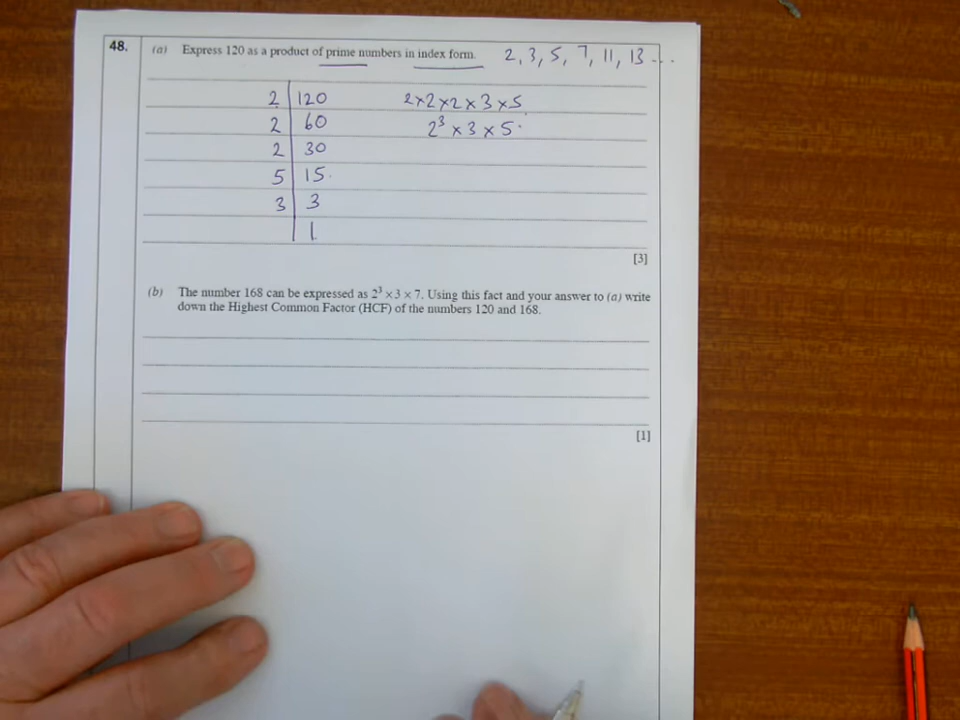 48. (a) Express 120 as a product of prime numbers in index form. 2, 3, 5, 7, 11, 13 ...
2 | 120 2×2×2×3×5
2 | 60 2³ × 3 × 5.
2 | 30
5 | 15
3 | 3
1
[3]
(b) The number 168 can be expressed as 2³ × 3 × 7. Using this fact and your answer to (a) write
down the Highest Common Factor (HCF) of the numbers 120 and 168.
[1]